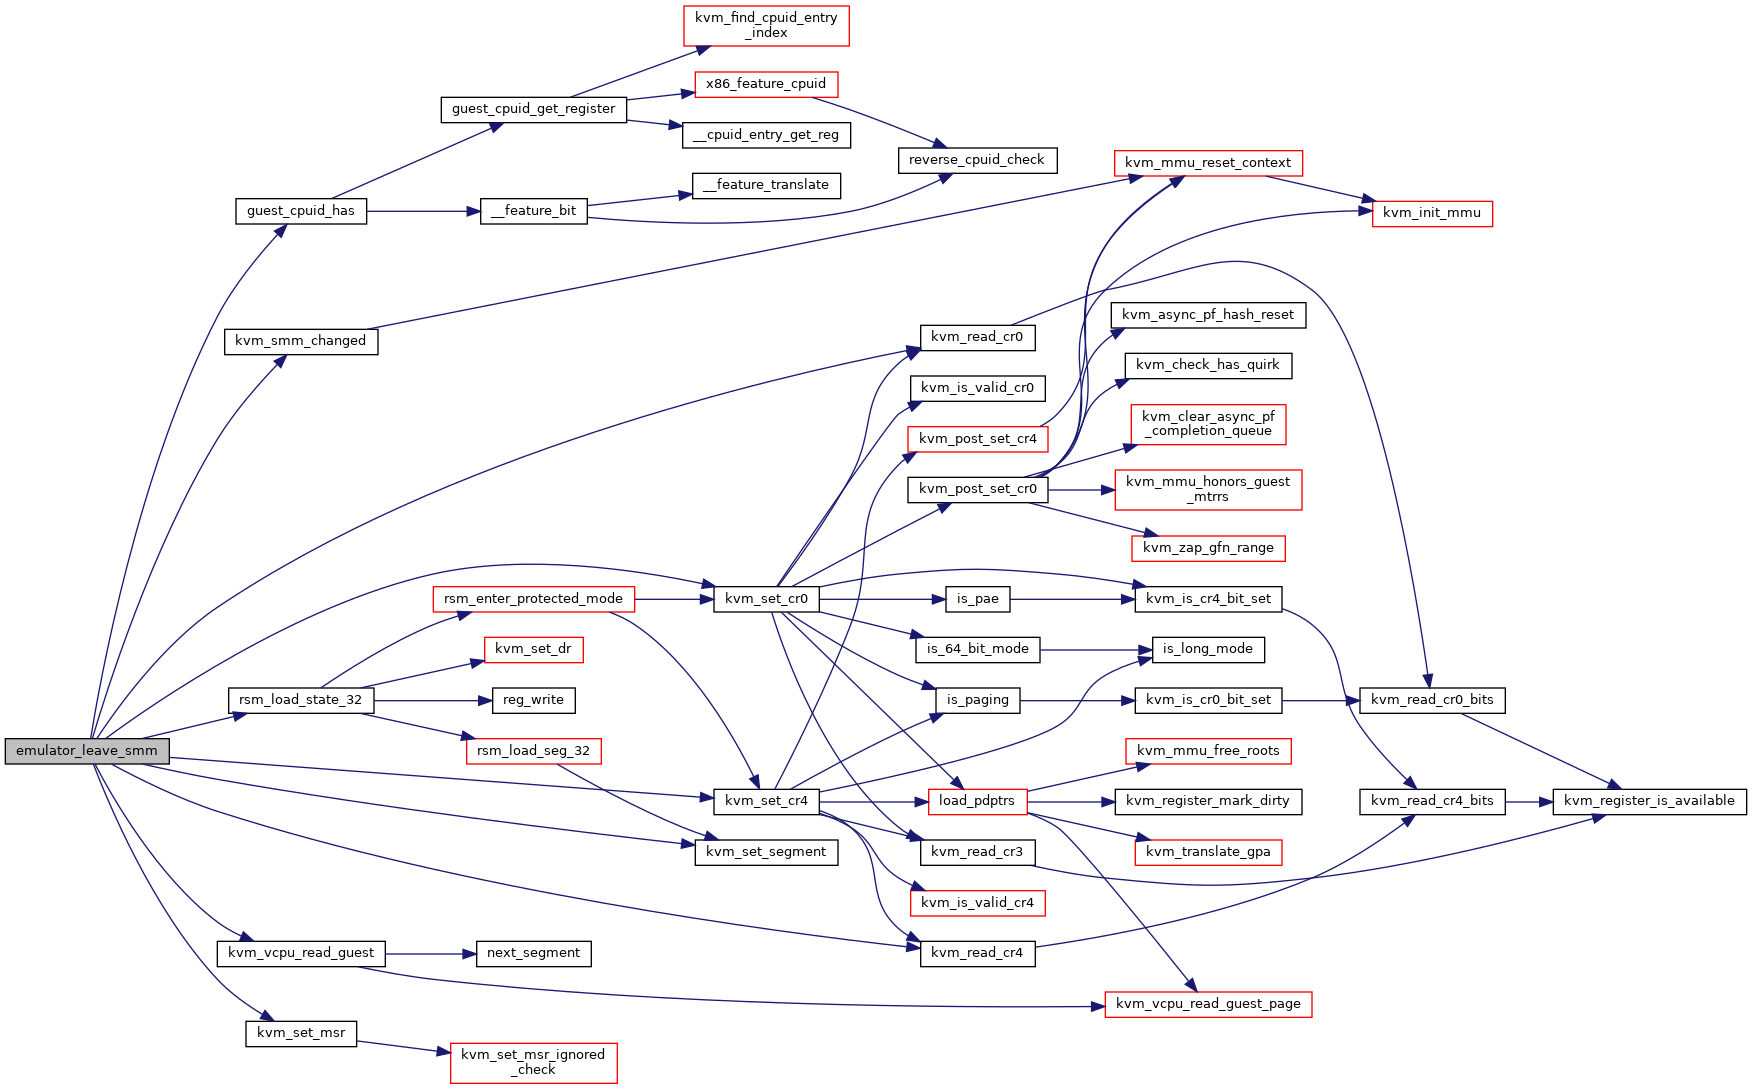 kvm_find_cpuid_entry
_index
x86_feature_cpuid
guest_cpuid_get_register
__cpuid_entry_get_reg
reverse_cpuid_check
kvm_mmu_reset_context
__feature_translate
guest_cpuid_has
__feature_bit
kvm_init_mmu
kvm_async_pf_hash_reset
kvm_smm_changed
kvm_read_cr0
kvm_check_has_quirk
kvm_is_valid_cr0
kvm_clear_async_pf
_completion_queue
kvm_post_set_cr4
kvm_post_set_cr0
kvm_mmu_honors_guest
_mtrrs
kvm_zap_gfn_range
rsm_enter_protected_mode
kvm_set_cr0
is_pae
kvm_is_cr4_bit_set
kvm_set_dr
is_64_bit_mode
is_long_mode
rsm_load_state_32
reg_write
is_paging
kvm_is_cr0_bit_set
kvm_read_cr0_bits
emulator_leave_smm
rsm_load_seg_32
kvm_mmu_free_roots
kvm_set_cr4
load_pdptrs
kvm_register_mark_dirty
kvm_read_cr4_bits
kvm_register_is_available
kvm_set_segment
kvm_read_cr3
kvm_translate_gpa
kvm_is_valid_cr4
kvm_vcpu_read_guest
next_segment
kvm_read_cr4
kvm_vcpu_read_guest_page
kvm_set_msr
kvm_set_msr_ignored
_check